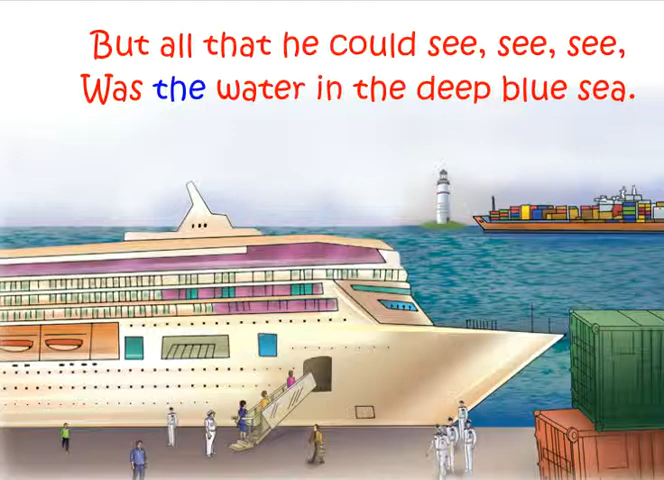 But all that he could see, see, see,
Was the water in the deep blue sea.